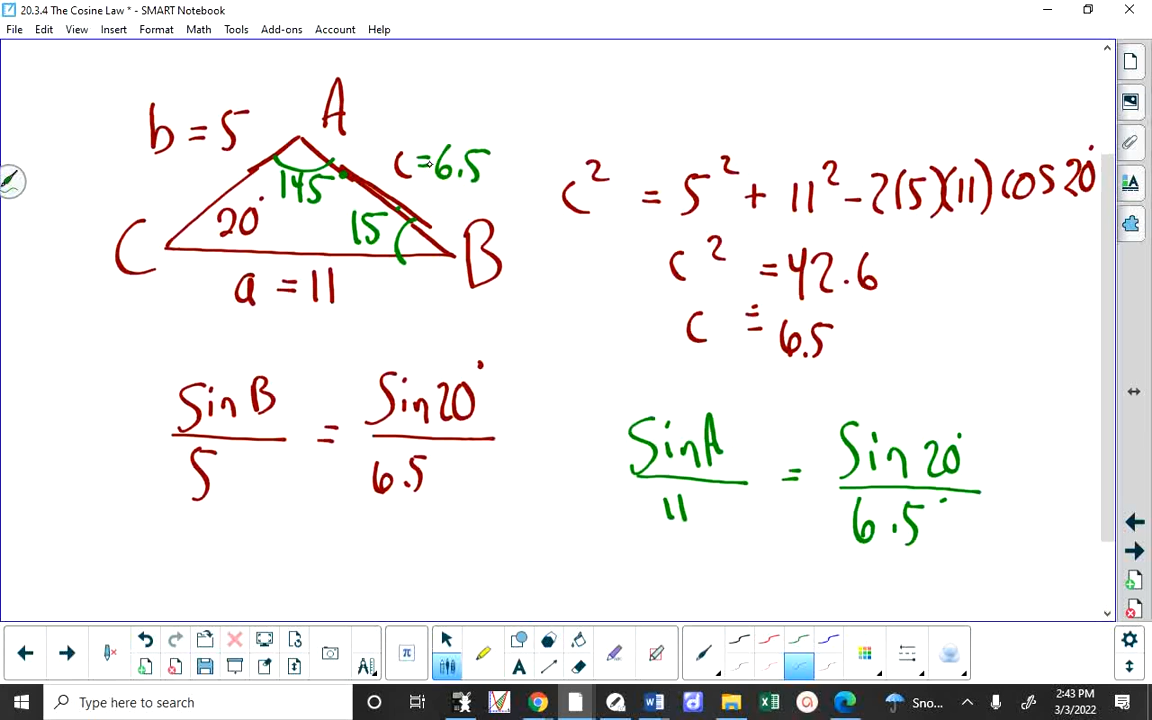 20.3.4 The Cosine Law * - SMART Notebook
File Edit View Insert Format Math Tools Add-ons Account Help
A
b = 5
c = 6.5
145
20°
15
C
B
a = 11
c² = 5² + 11² - 2(5)(11) cos 20°
c² = 42.6
c = 6.5
Sin B = Sin 20°
5 6.5
Sin A = Sin 20°
11 6.5
π
A
Type here to search
Sno...
2:43 PM
3/3/2022